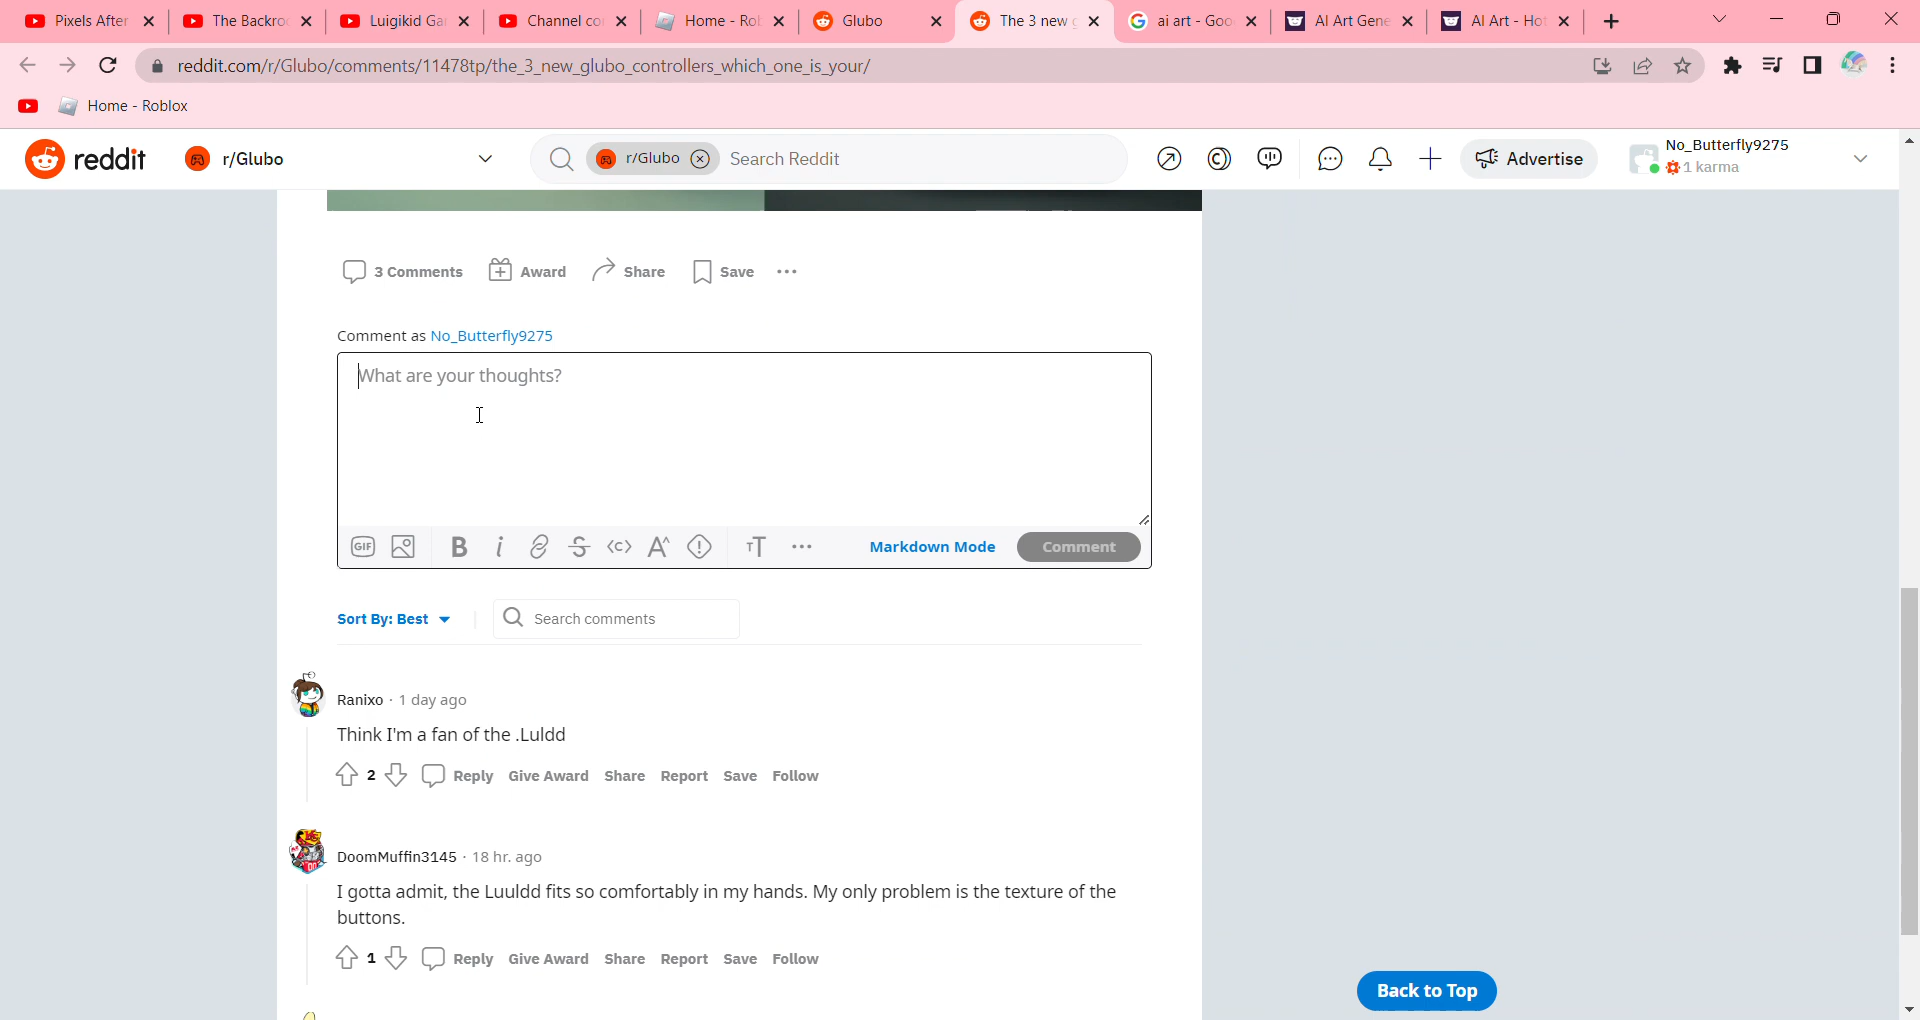 Pixels After
The Backroo
Luigikid Ga
Channel co
Home - Ro
Glubo
The 3 new g
ai art - Goo
AI Art Gene
AI Art - Hot
reddit.com/r/Glubo/comments/11478tp/the_3_new_glubo_controllers_which_one_is_your/
Home - Roblox
reddit
r/Glubo
r/Glubo
Search Reddit
Advertise
No_Butterfly9275
1 karma
3 Comments
Award
Share
Save
Comment as No_Butterfly9275
What are your thoughts?
GIF
B
i
Markdown Mode
Comment
Sort By: Best
Search comments
Ranixo · 1 day ago
Think I'm a fan of the .Luldd
2 Reply Give Award Share Report Save Follow
DoomMuffin3145 · 18 hr. ago
I gotta admit, the Luuldd fits so comfortably in my hands. My only problem is the texture of the
buttons.
1 Reply Give Award Share Report Save Follow
Back to Top